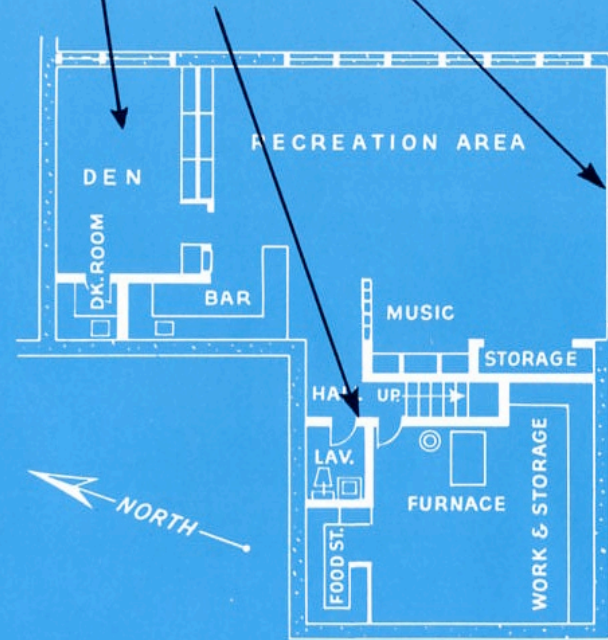 RECREATION AREA
DEN
DK. ROOM
BAR
MUSIC
STORAGE
HALL UP
LAV.
FURNACE
NORTH
FOOD ST.
WORK & STORAGE